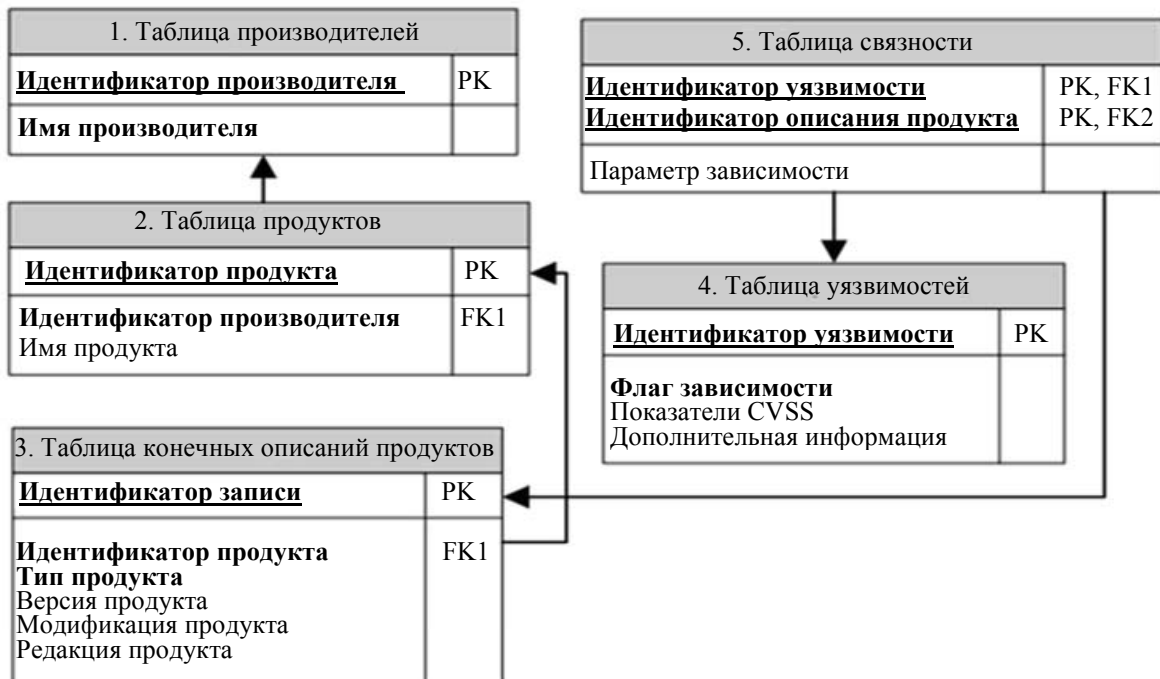 1. Таблица производителей
Идентификатор производителя PK
Имя производителя
2. Таблица продуктов
Идентификатор продукта PK
Идентификатор производителя FK1
Имя продукта
3. Таблица конечных описаний продуктов
Идентификатор записи PK
Идентификатор продукта FK1
Тип продукта
Версия продукта
Модификация продукта
Редакция продукта
5. Таблица связности
Идентификатор уязвимости PK, FK1
Идентификатор описания продукта PK, FK2
Параметр зависимости
4. Таблица уязвимостей
Идентификатор уязвимости PK
Флаг зависимости
Показатели CVSS
Дополнительная информация